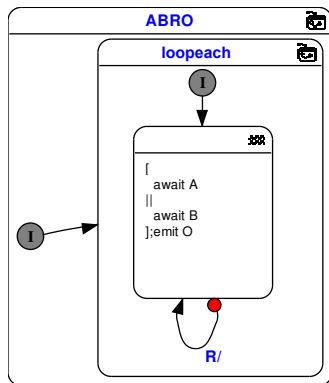 ABRO
loopeach
I
[
await A
||
await B
];emit O
I
R/